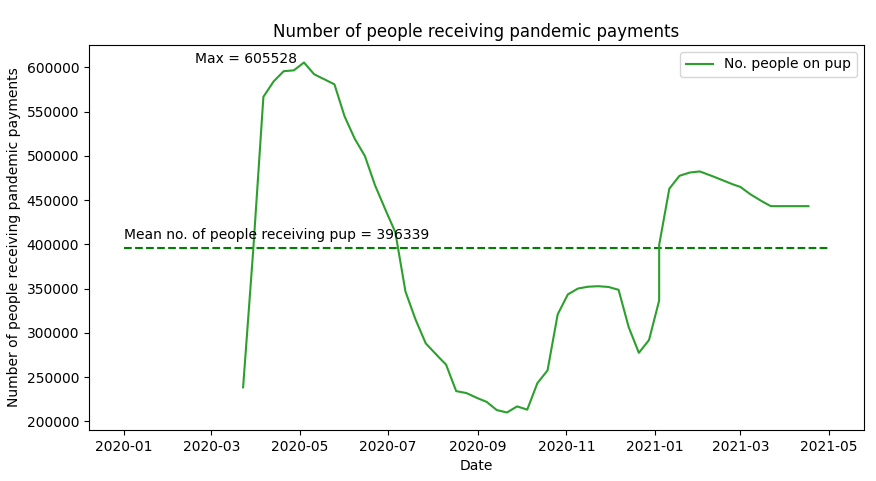 Number of people receiving pandemic payments
Max = 605528
No. people on pup
Mean no. of people receiving pup = 396339
Number of people receiving pandemic payments
600000
550000
500000
450000
400000
350000
300000
250000
200000
2020-01 2020-03 2020-05 2020-07 2020-09 2020-11 2021-01 2021-03 2021-05
Date